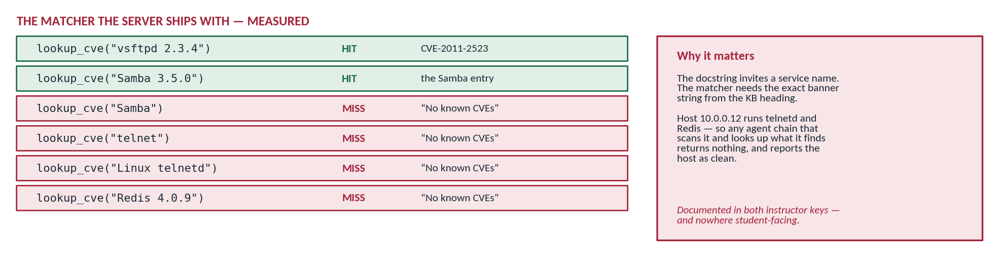 THE MATCHER THE SERVER SHIPS WITH — MEASURED
lookup_cve("vsftpd 2.3.4") HIT CVE-2011-2523
lookup_cve("Samba 3.5.0") HIT the Samba entry
lookup_cve("Samba") MISS “No known CVEs”
lookup_cve("telnet") MISS “No known CVEs”
lookup_cve("Linux telnetd") MISS “No known CVEs”
lookup_cve("Redis 4.0.9") MISS “No known CVEs”
Why it matters
The docstring invites a service name.
The matcher needs the exact banner
string from the KB heading.
Host 10.0.0.12 runs telnetd and
Redis — so any agent chain that
scans it and looks up what it finds
returns nothing, and reports the
host as clean.
Documented in both instructor keys —
and nowhere student-facing.